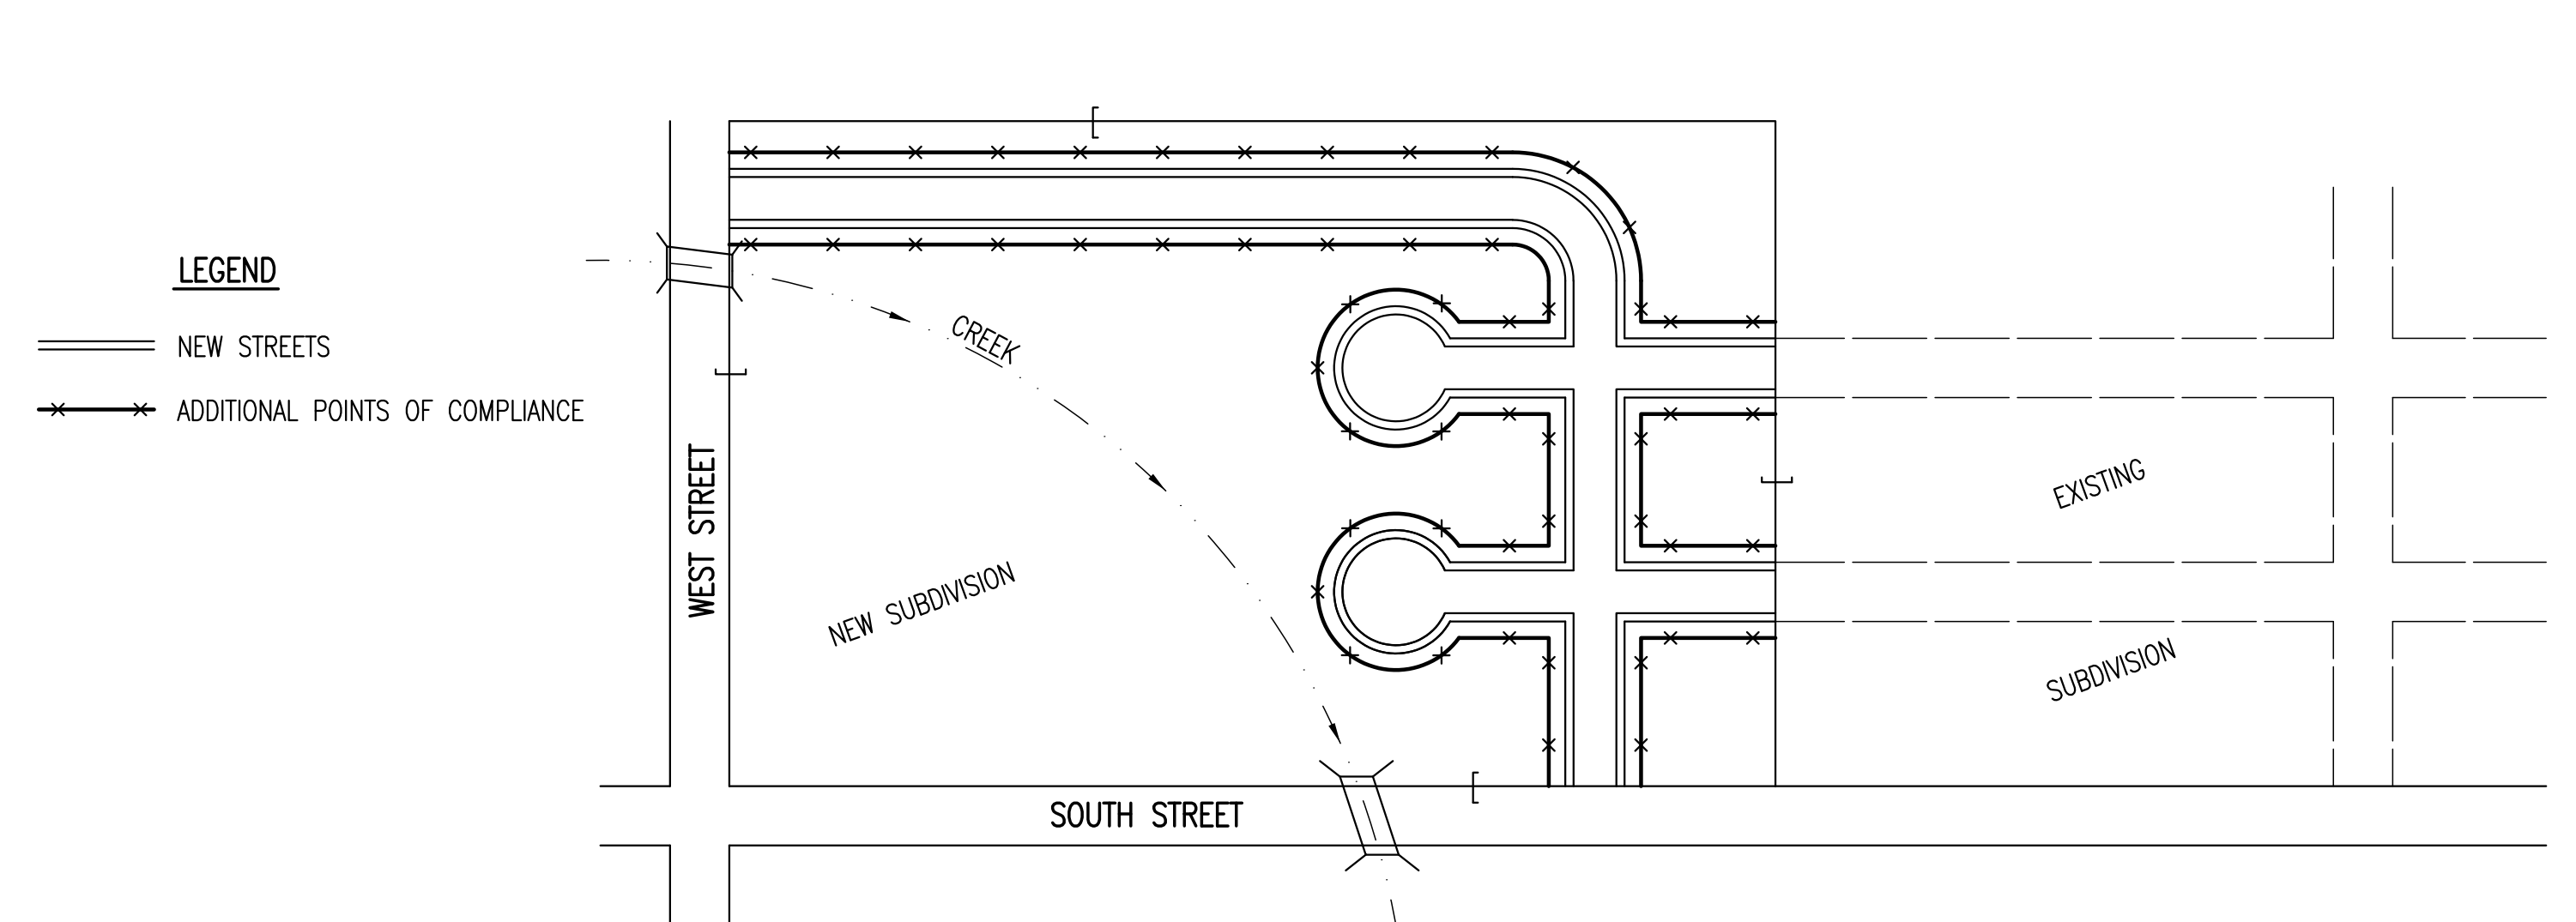 LEGEND
NEW STREETS
ADDITIONAL POINTS OF COMPLIANCE
CREEK
WEST STREET
NEW SUBDIVISION
SOUTH STREET
EXISTING
SUBDIVISION